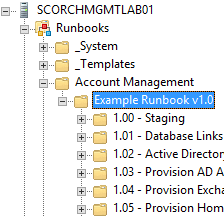 SCORCHMGMTLAB01
Runbooks
_System
_Templates
Account Management
Example Runbook v1.0
1.00 - Staging
1.01 - Database Links
1.02 - Active Director
1.03 - Provision AD A
1.04 - Provision Excha
1.05 - Provision Hom